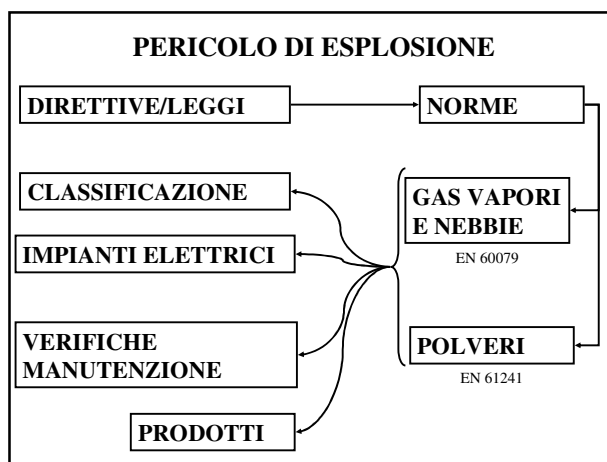 PERICOLO DI ESPLOSIONE
DIRETTIVE/LEGGI
NORME
CLASSIFICAZIONE
GAS VAPORI
E NEBBIE
IMPIANTI ELETTRICI
EN 60079
VERIFICHE
MANUTENZIONE
POLVERI
EN 61241
PRODOTTI